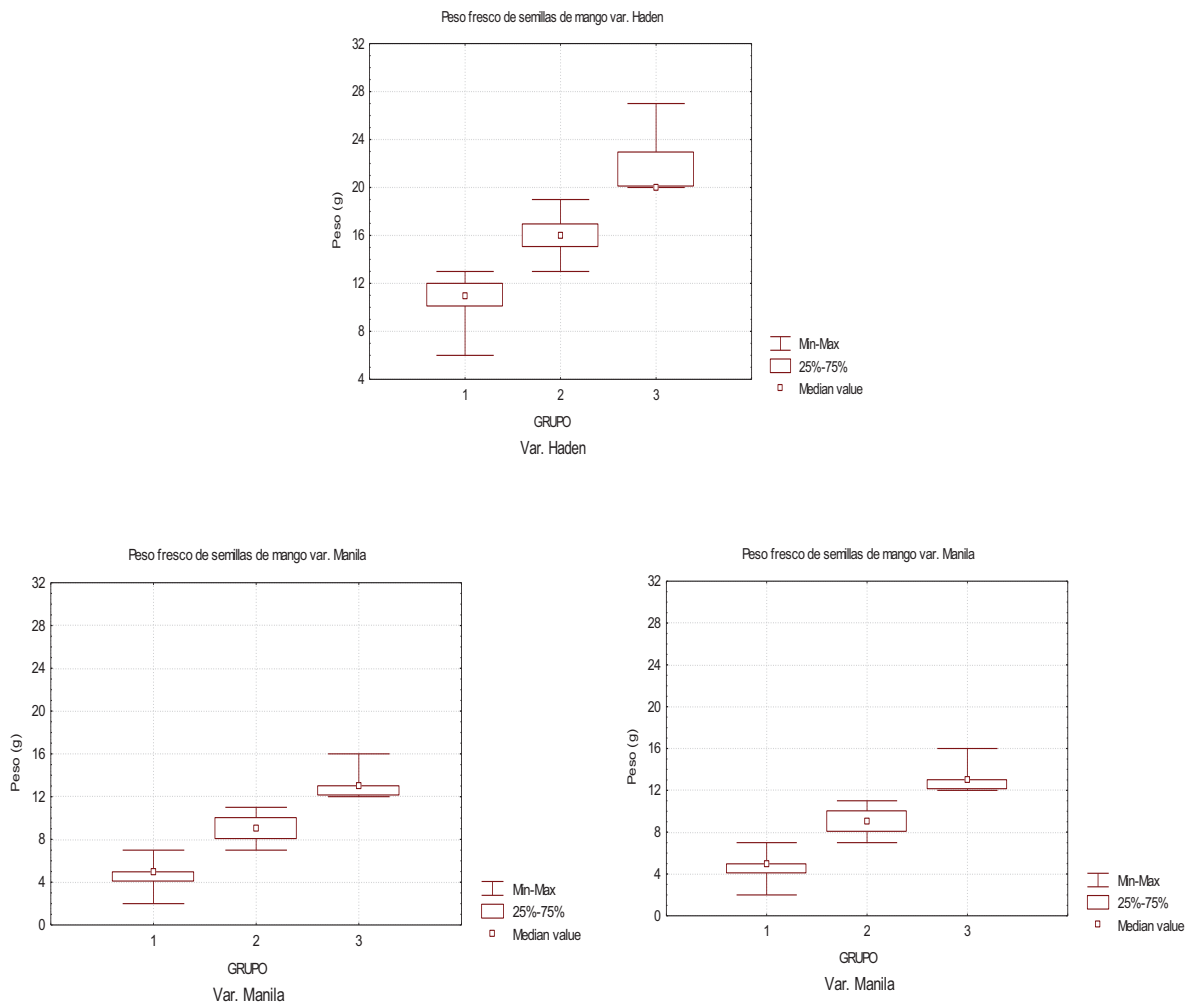 Peso fresco de semillas de mango var. Haden
32
28
24
20
16
12
8
4
Peso (g)
1 2 3
GRUPO
Var. Haden
Min-Max
25%-75%
Median value
Peso fresco de semillas de mango var. Manila
32
28
24
20
16
12
8
4
0
Peso (g)
1 2 3
GRUPO
Var. Manila
Min-Max
25%-75%
Median value
Peso fresco de semillas de mango var. Manila
32
28
24
20
16
12
8
4
0
Peso (g)
1 2 3
GRUPO
Var. Manila
Min-Max
25%-75%
Median value